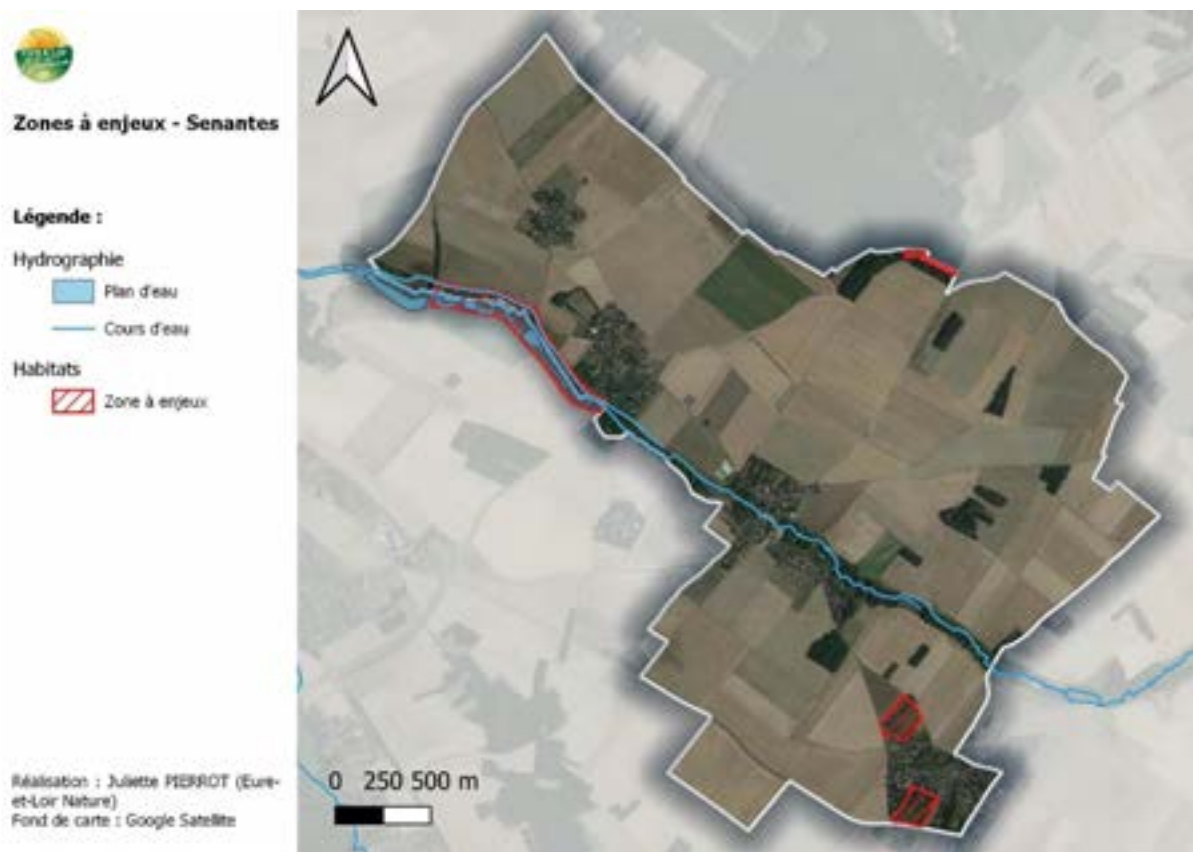 Zones à enjeux - Senantes
Légende :
Hydrographie
Plan d'eau
Cours d'eau
Habitats
Zone à enjeux
Réalisation : Juliette PIERROT (Eure-
et-Loir Nature)
Fond de carte : Google Satellite
0 250 500 m